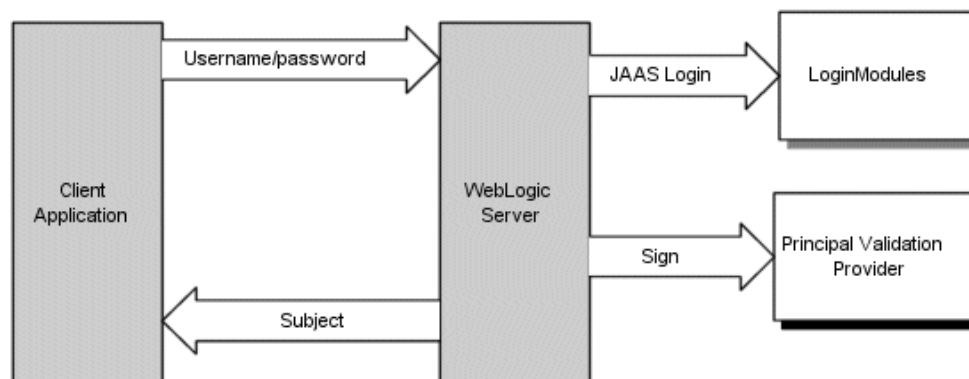 Username/password
JAAS Login
LoginModules
Client
Application
WebLogic
Server
Sign
Principal Validation
Provider
Subject